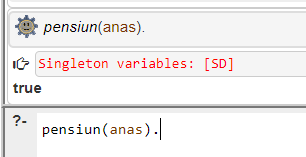 pensiun(anas).
Singleton variables: [SD]
true
?- pensiun(anas).